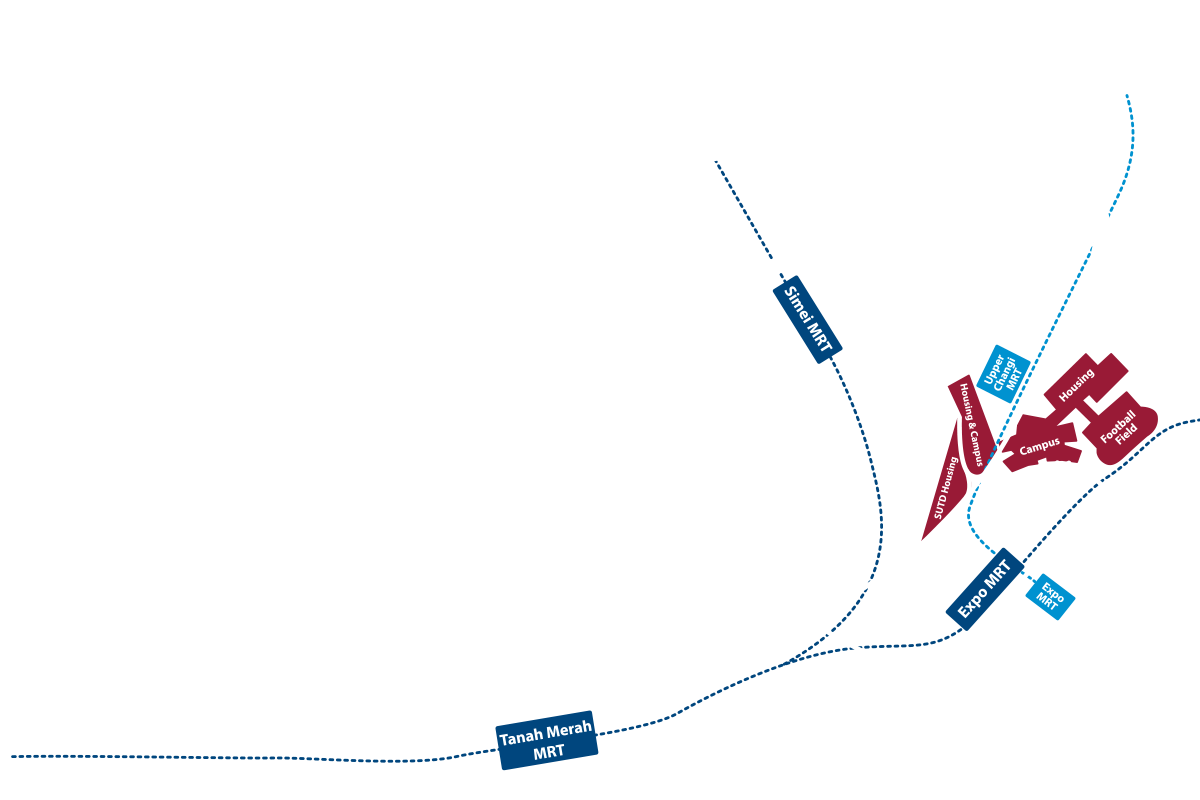 Simei MRT
Upper
Changi
MRT
Housing
Housing & Campus
Football
Field
Campus
SUTD Housing
Expo MRT
Expo
MRT
Tanah Merah
MRT